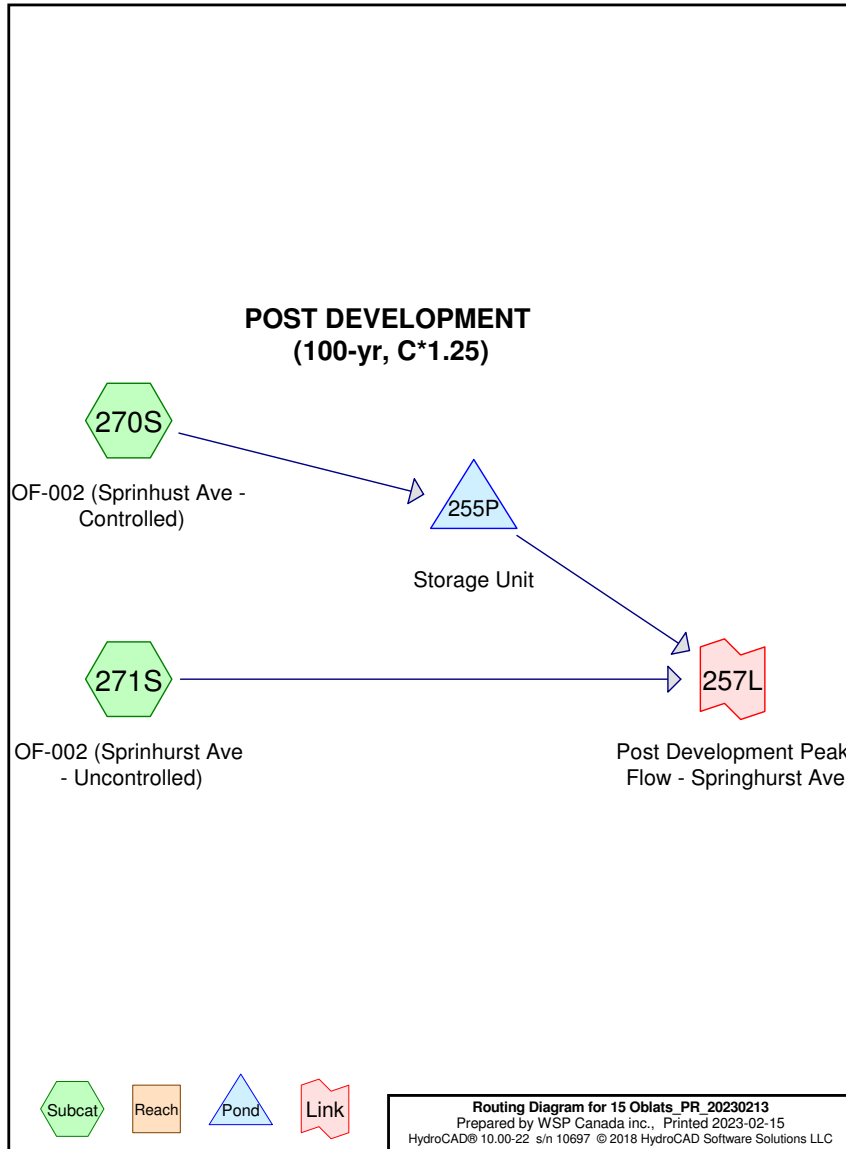 POST DEVELOPMENT
(100-yr, C*1.25)
270S
OF-002 (Sprinhust Ave -
Controlled)
255P
Storage Unit
271S
OF-002 (Sprinhurst Ave
- Uncontrolled)
257L
Post Development Peak
Flow - Springhurst Ave
Subcat
Reach
Pond
Link
Routing Diagram for 15 Oblats_PR_20230213
Prepared by WSP Canada inc., Printed 2023-02-15
HydroCAD® 10.00-22 s/n 10697 © 2018 HydroCAD Software Solutions LLC